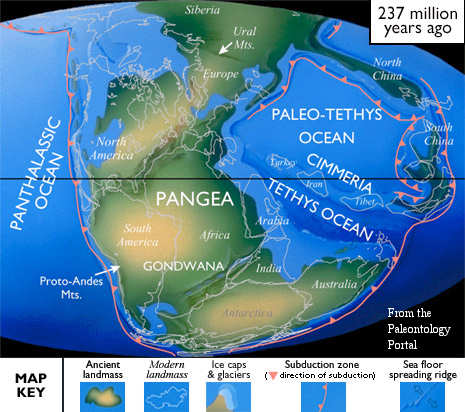 237 million
years ago
Siberia
Ural
Mts.
Europe
North
China
PALEO-TETHYS
OCEAN
South
China
North
America
PANTHALASSIC
OCEAN
Turkey
CIMMERIA
Iran
Tibet
TETHYS OCEAN
PANGEA
Arabia
South
America
Africa
GONDWANA
India
Proto-Andes
Mts.
Australia
Antarctica
From the
Paleontology
Portal
MAP
KEY
Ancient
landmass
Modern
landmass
Ice caps
& glaciers
Subduction zone
(▼ direction of subduction)
Sea floor
spreading ridge